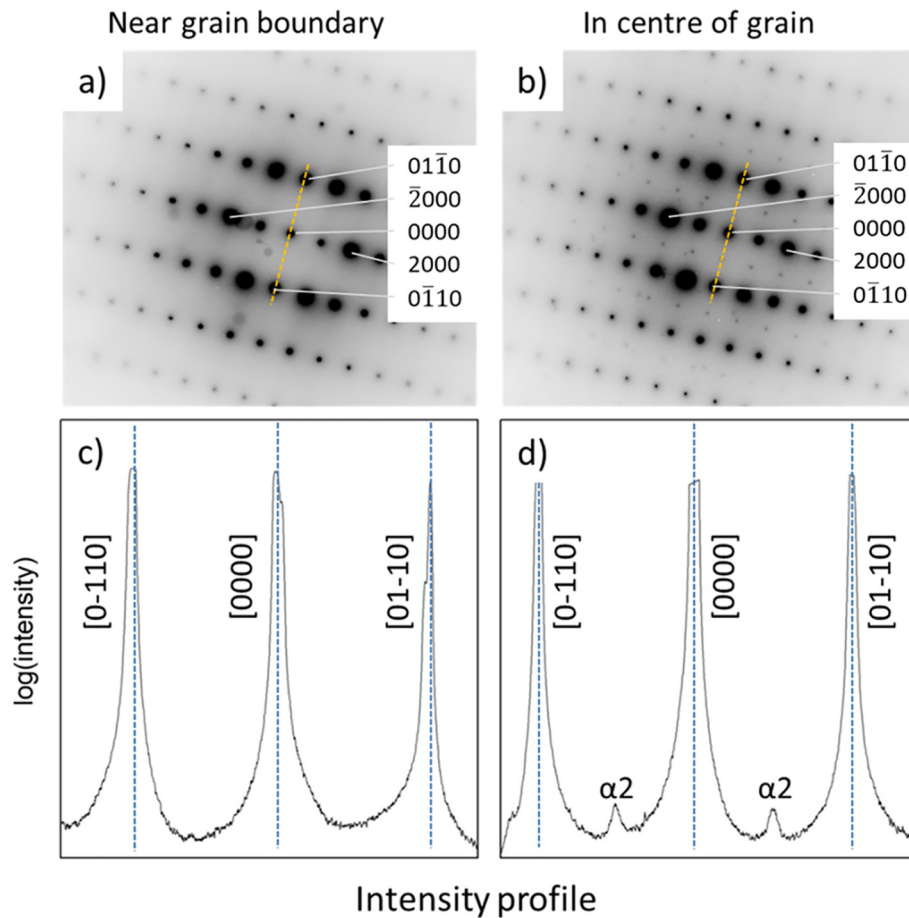 Near grain boundary
In centre of grain
a)
01̅10
2̅000
0000
2000
01̅10
b)
01̅10
2̅000
0000
2000
01̅10
c)
[0-110]
[0000]
[01-10]
log(intensity)
d)
[0-110]
[0000]
[01-10]
α2
α2
Intensity profile